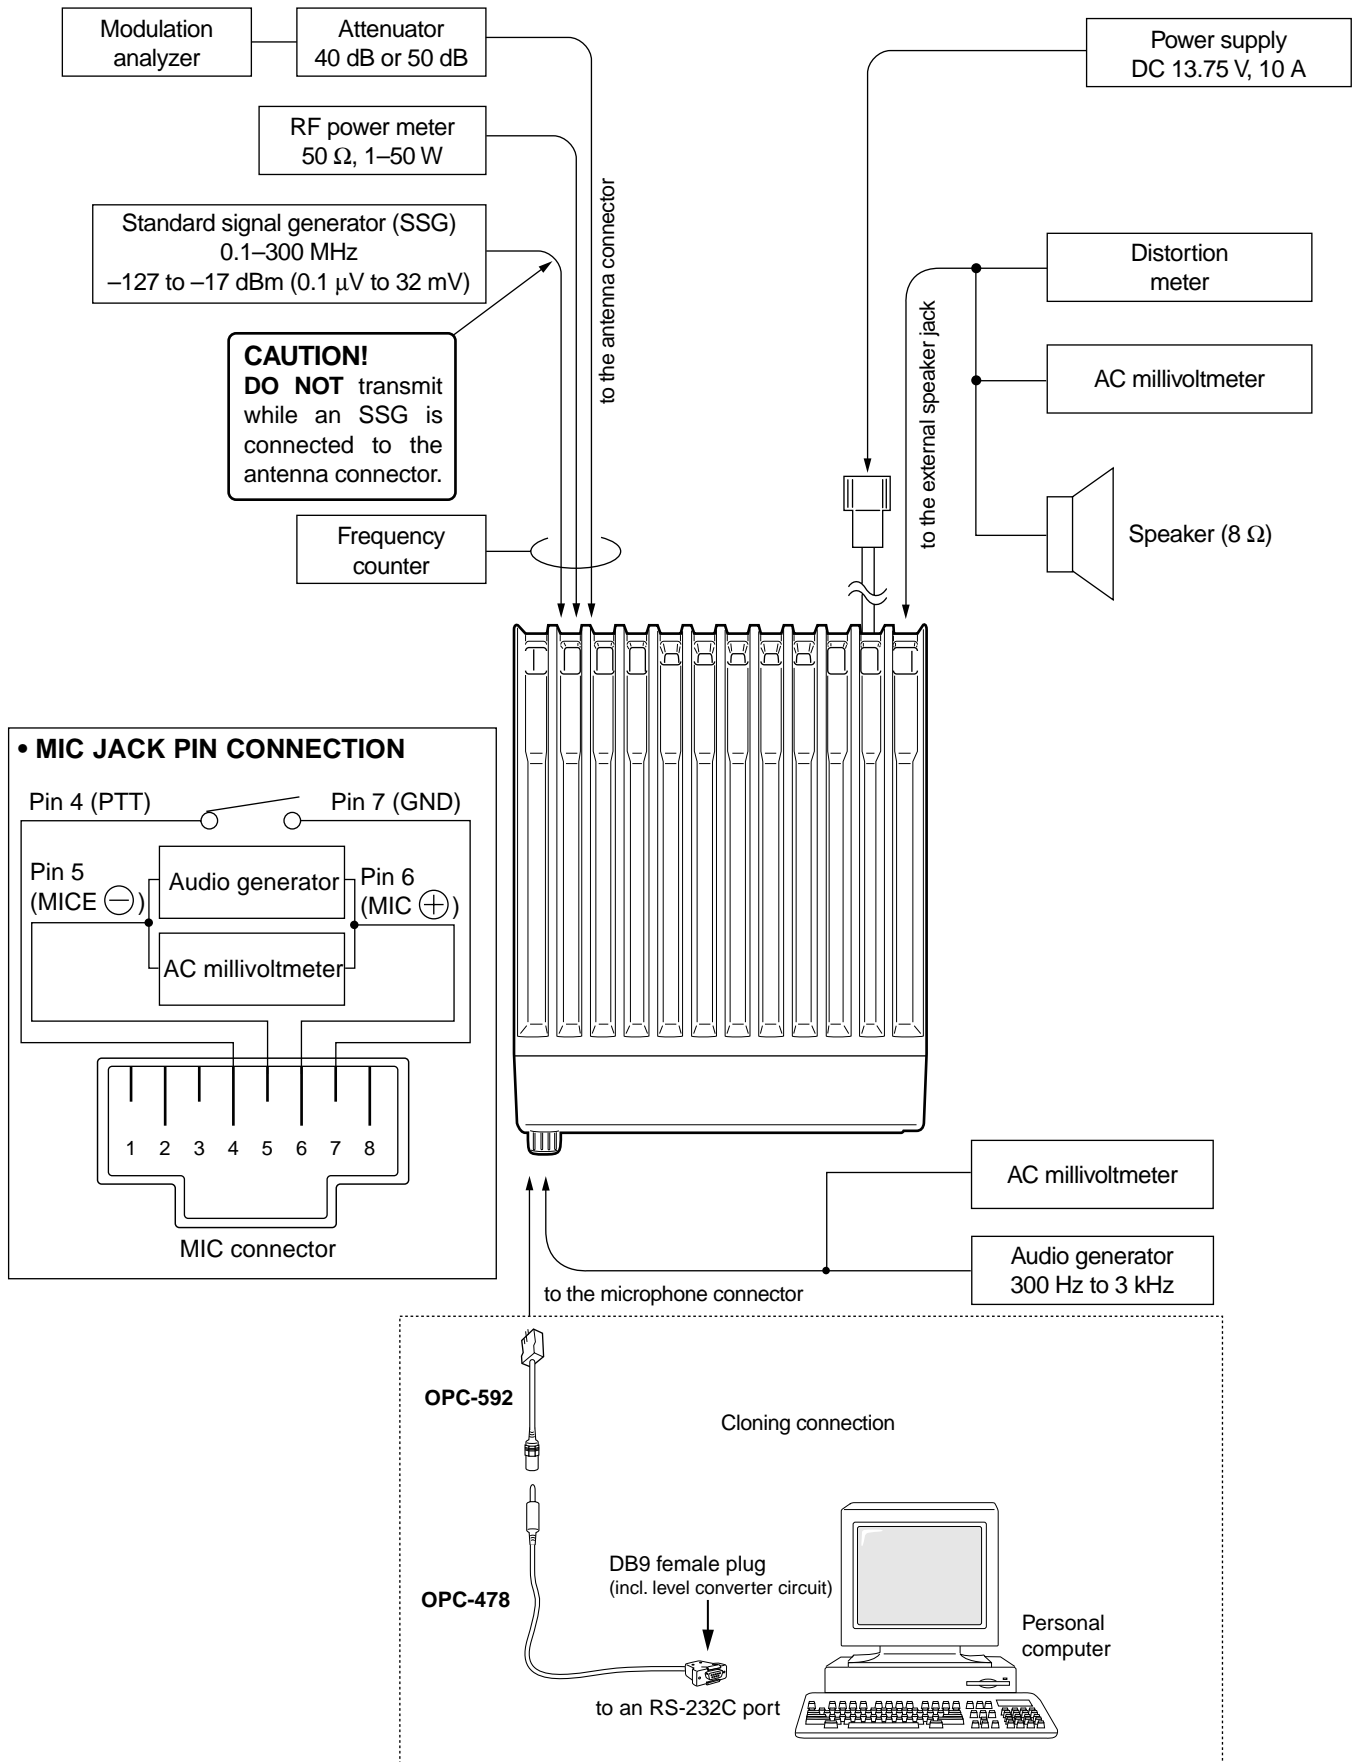 Modulation
analyzer
Attenuator
40 dB or 50 dB
Power supply
DC 13.75 V, 10 A
RF power meter
50 Ω, 1–50 W
to the antenna connector
Standard signal generator (SSG)
0.1–300 MHz
–127 to –17 dBm (0.1 µV to 32 mV)
CAUTION!
DO NOT transmit
while an SSG is
connected to the
antenna connector.
Frequency
counter
to the external speaker jack
Distortion
meter
AC millivoltmeter
Speaker (8 Ω)
• MIC JACK PIN CONNECTION
Pin 4 (PTT)
Pin 7 (GND)
Pin 5
(MICE ⊖)
Audio generator
Pin 6
(MIC ⊕)
AC millivoltmeter
1 2 3 4 5 6 7 8
MIC connector
AC millivoltmeter
Audio generator
300 Hz to 3 kHz
to the microphone connector
OPC-592
Cloning connection
OPC-478
DB9 female plug
(incl. level converter circuit)
Personal
computer
to an RS-232C port